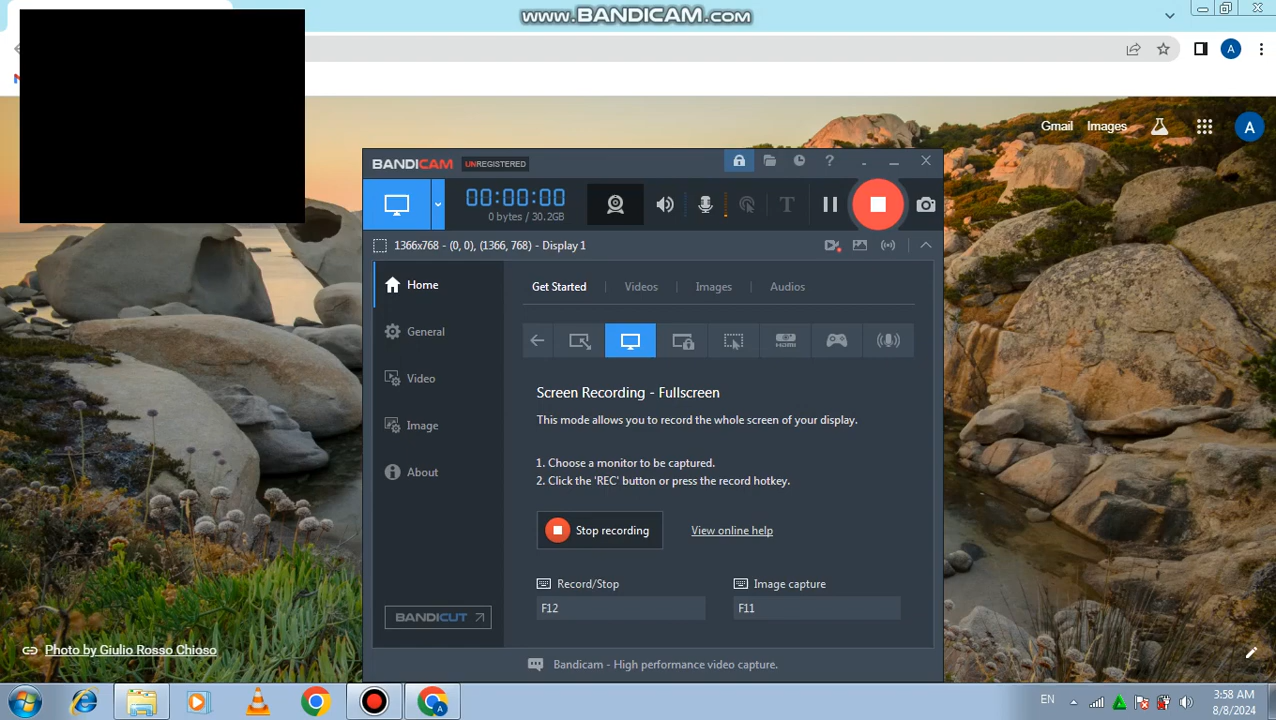 www.BANDICAM.com
Gmail Images
A
A
BANDICAM UNREGISTERED
00:00:00
0 bytes / 30.2GB
1366x768 - (0, 0), (1366, 768) - Display 1
Home
General
Video
Image
About
BANDICUT
Get Started | Videos | Images | Audios
HDMI
Screen Recording - Fullscreen
This mode allows you to record the whole screen of your display.
1. Choose a monitor to be captured.
2. Click the 'REC' button or press the record hotkey.
Stop recording View online help
Record/Stop Image capture
F12 F11
Bandicam - High performance video capture.
Photo by Giulio Rosso Chioso
EN
3:58 AM
8/8/2024